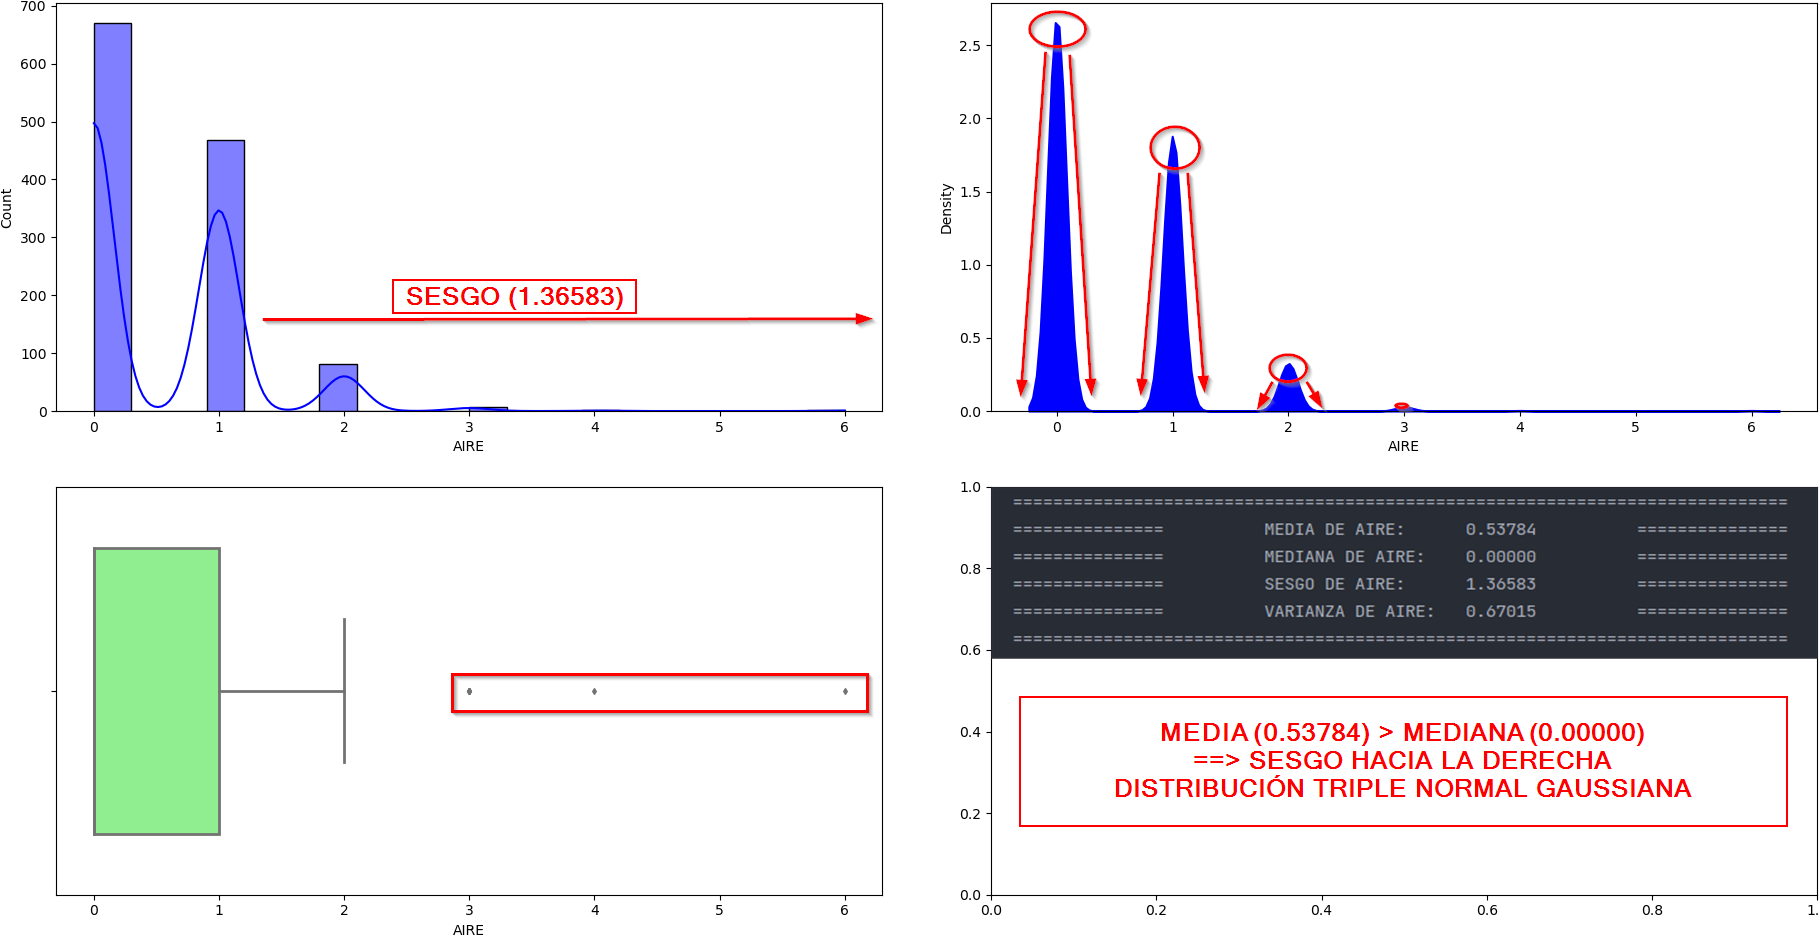 700
600
500
400
300
200
100
0
Count
SESGO (1.36583)
0 1 2 3 4 5 6
AIRE
2.5
2.0
1.5
1.0
0.5
0.0
Density
0 1 2 3 4 5 6
AIRE
0 1 2 3 4 5 6
AIRE
1.0
0.8
0.6
0.4
0.2
0.0
=============================================================================
=============== MEDIA DE AIRE: 0.53784 ===============
=============== MEDIANA DE AIRE: 0.00000 ===============
=============== SESGO DE AIRE: 1.36583 ===============
=============== VARIANZA DE AIRE: 0.67015 ===============
=============================================================================
MEDIA (0.53784) > MEDIANA (0.00000)
==> SESGO HACIA LA DERECHA
DISTRIBUCIÓN TRIPLE NORMAL GAUSSIANA
0.0 0.2 0.4 0.6 0.8 1.